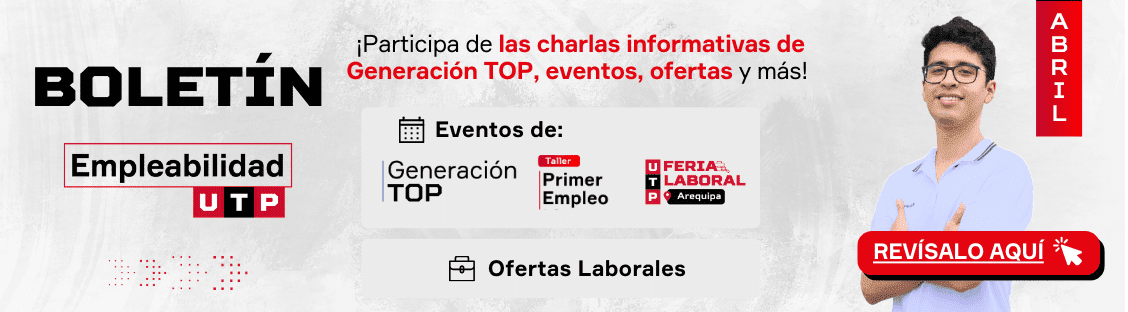 BOLETÍN
Empleabilidad
UTP
¡Participa de las charlas informativas de
Generación TOP, eventos, ofertas y más!
Eventos de:
Generación
TOP
Taller
Primer
Empleo
UTP
FERIA
LABORAL
Arequipa
Ofertas Laborales
ABRIL
REVÍSALO AQUÍ